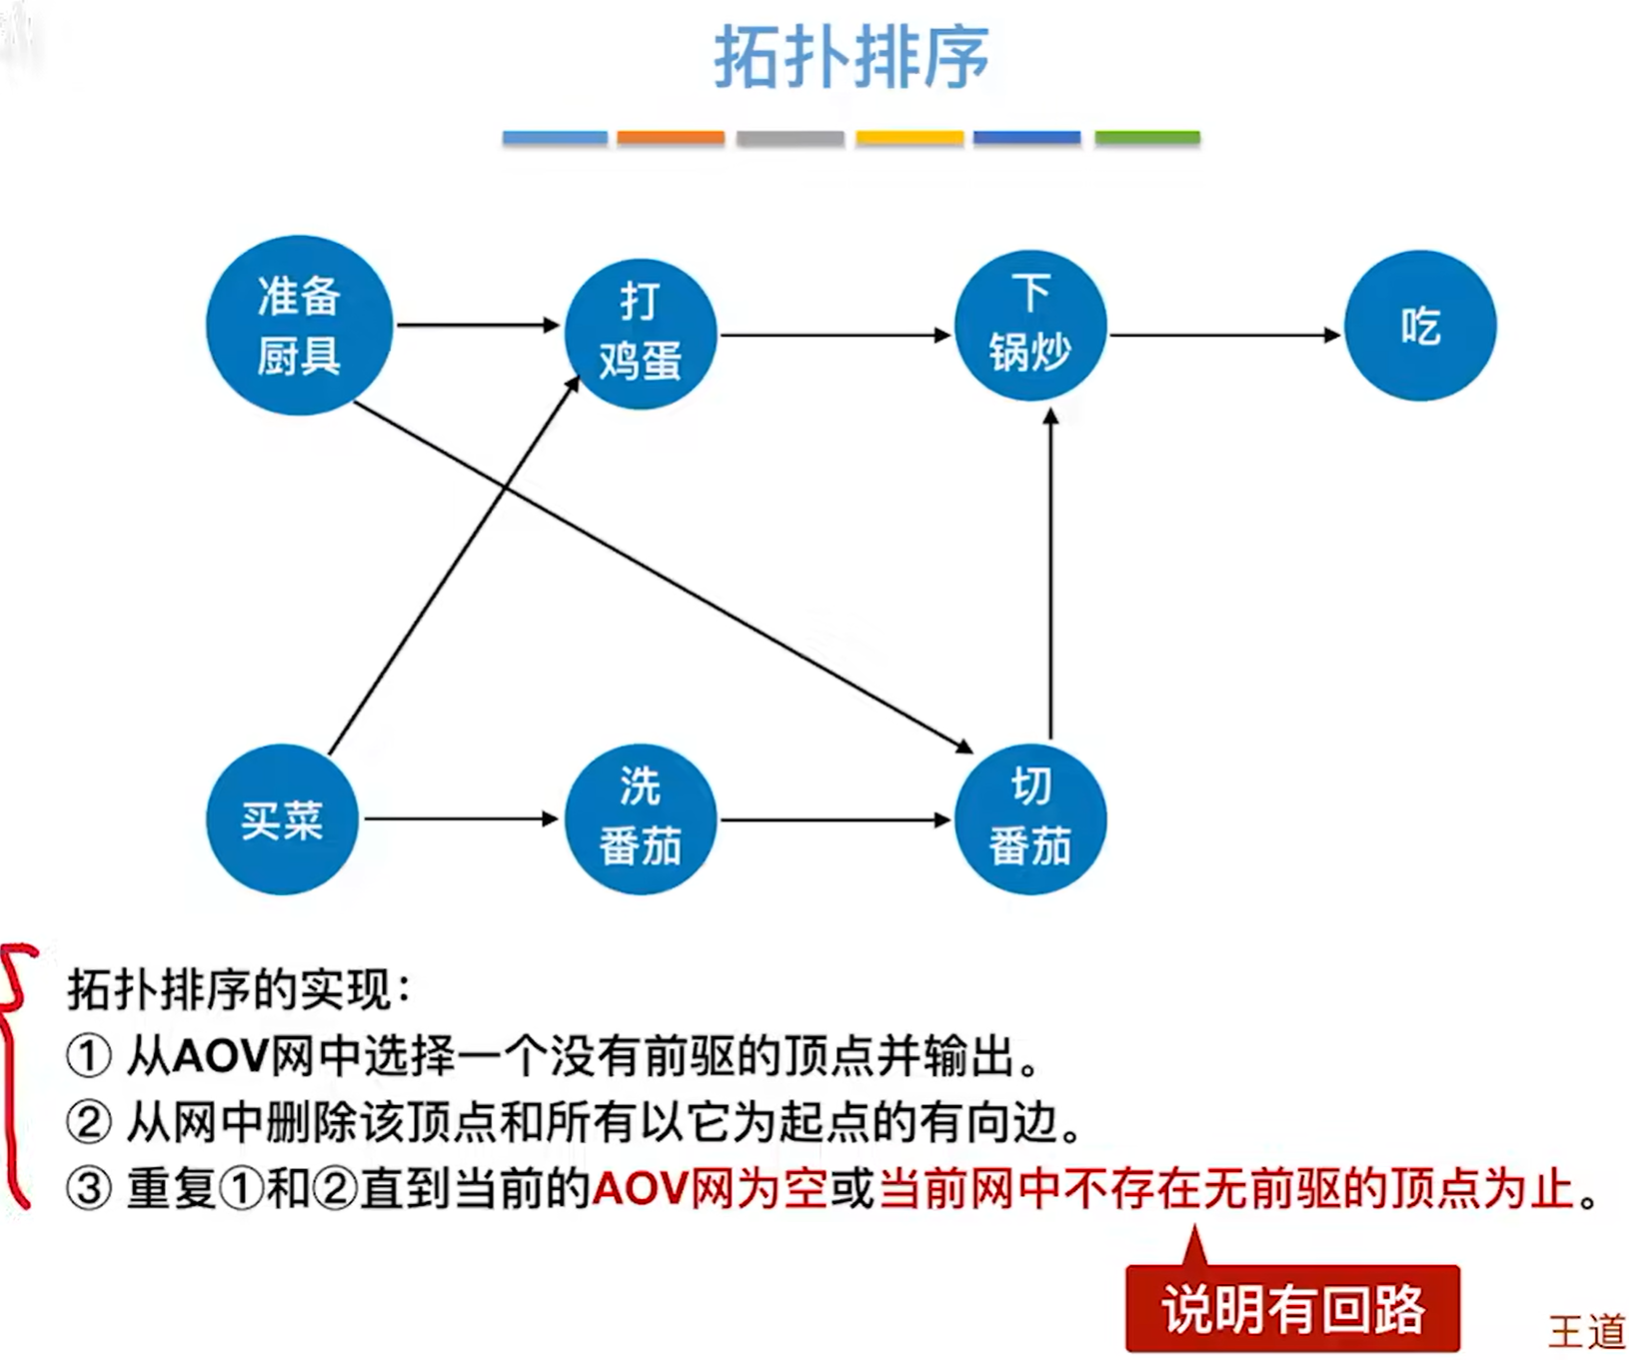 拓扑排序
准备
厨具
打
鸡蛋
下
锅炒
吃
买菜
洗
番茄
切
番茄
拓扑排序的实现：
① 从AOV网中选择一个没有前驱的顶点并输出。
② 从网中删除该顶点和所有以它为起点的有向边。
③ 重复①和②直到当前的AOV网为空或当前网中不存在无前驱的顶点为止。
说明有回路
王道